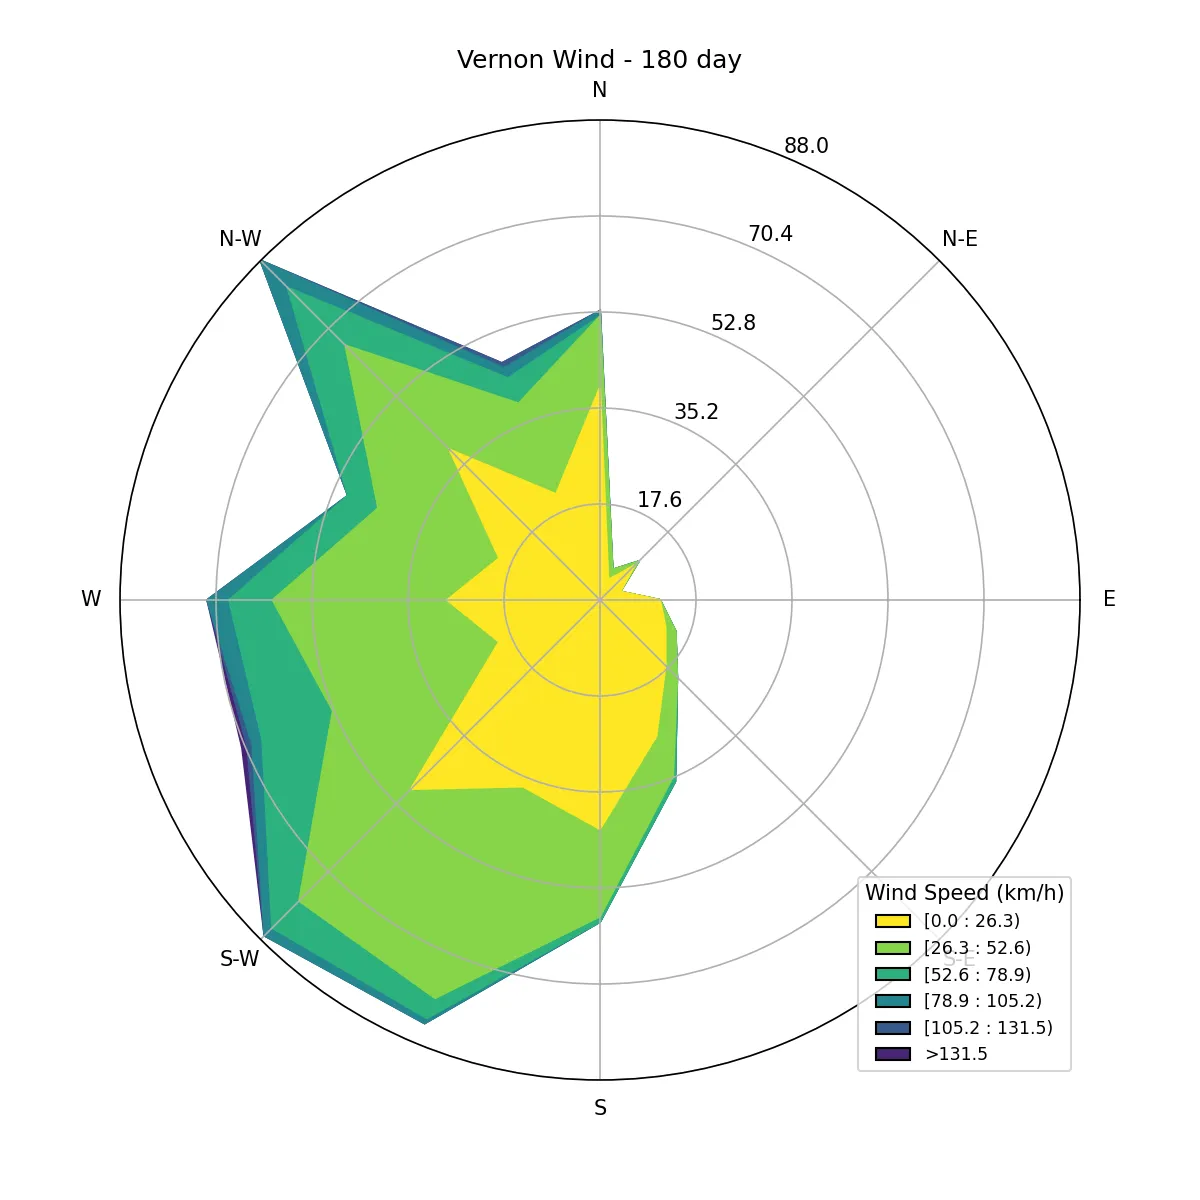 Vernon Wind - 180 day
N
88.0
N-W
N-E
70.4
52.8
35.2
17.6
W
E
S-W
S-E
S
Wind Speed (km/h)
[0.0 : 26.3)
[26.3 : 52.6)
[52.6 : 78.9)
[78.9 : 105.2)
[105.2 : 131.5)
>131.5